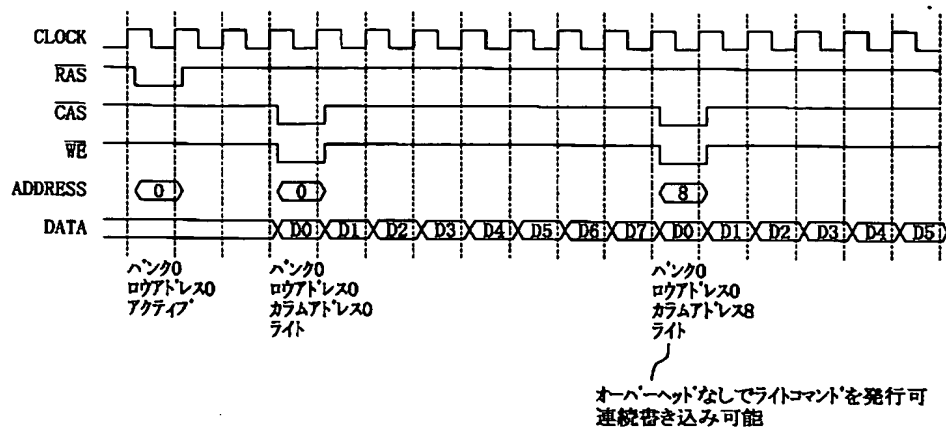 CLOCK
RAS
CAS
WE
ADDRESS 0 0 8
DATA D0 D1 D2 D3 D4 D5 D6 D7 D0 D1 D2 D3 D4 D5
バンク0
ロウアドレス0
アクティブ
バンク0
ロウアドレス0
カラムアドレス0
ライト
バンク0
ロウアドレス0
カラムアドレス8
ライト
オーバーヘッドなしでライトコマンドを発行可
連続書き込み可能